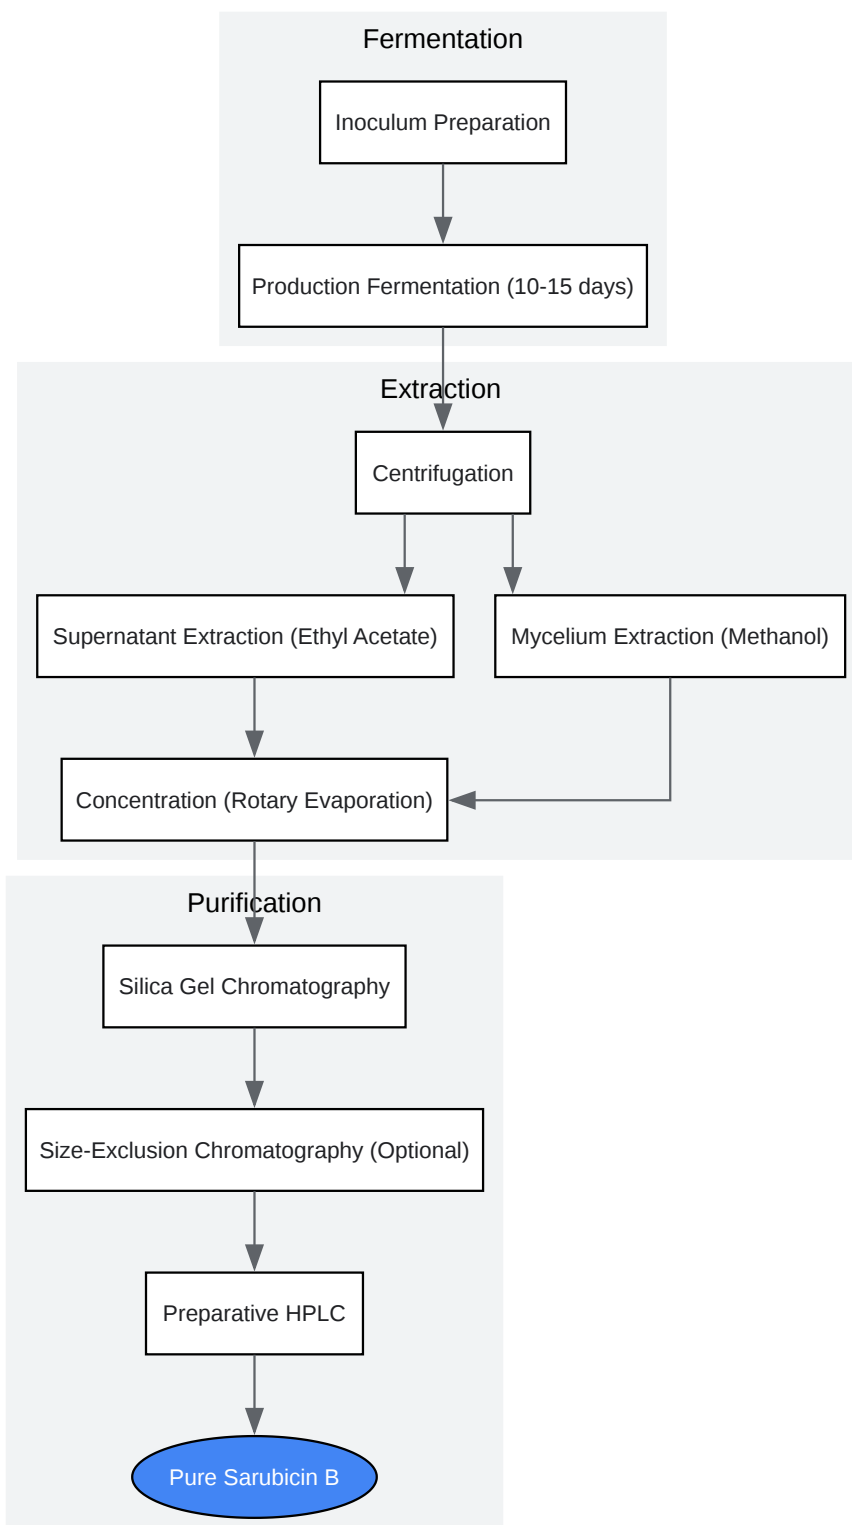 Fermentation
Inoculum Preparation
Production Fermentation (10-15 days)
Extraction
Centrifugation
Supernatant Extraction (Ethyl Acetate)
Mycelium Extraction (Methanol)
Concentration (Rotary Evaporation)
Purification
Silica Gel Chromatography
Size-Exclusion Chromatography (Optional)
Preparative HPLC
Pure Sarubicin B